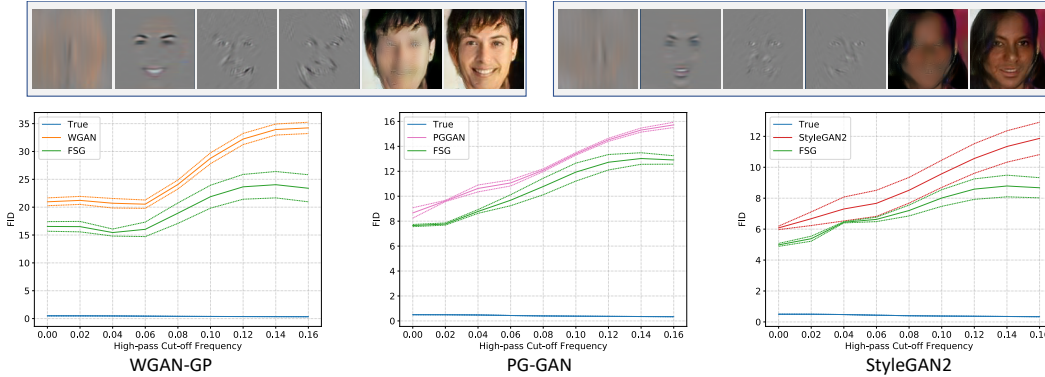 True
WGAN
FSG
35
30
25
20
15
10
5
0
FID
0.00 0.02 0.04 0.06 0.08 0.10 0.12 0.14 0.16
High-pass Cut-off Frequency
WGAN-GP
True
PGGAN
FSG
16
14
12
10
8
6
4
2
0
FID
0.00 0.02 0.04 0.06 0.08 0.10 0.12 0.14 0.16
High-pass Cut-off Frequency
PG-GAN
True
StyleGAN2
FSG
12
10
8
6
4
2
0
FID
0.00 0.02 0.04 0.06 0.08 0.10 0.12 0.14 0.16
High-pass Cut-off Frequency
StyleGAN2